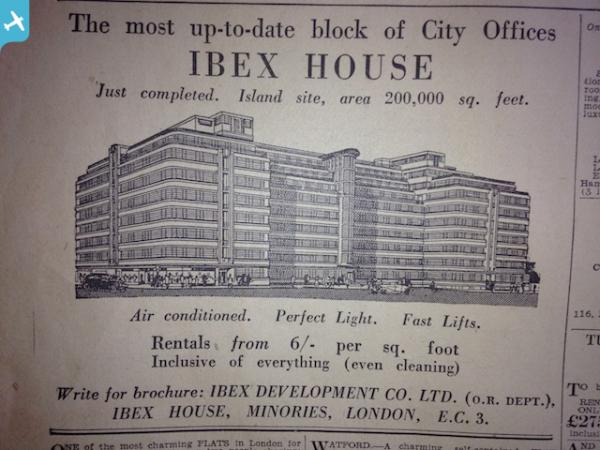 The most up-to-date block of City Offices
IBEX HOUSE
Just completed. Island site, area 200,000 sq. feet.
Air conditioned. Perfect Light. Fast Lifts.
Rentals from 6/- per sq. foot
Inclusive of everything (even cleaning)
Write for brochure: IBEX DEVELOPMENT CO. LTD. (O.R. DEPT.),
IBEX HOUSE, MINORIES, LONDON, E.C. 3.
ONE of the most charming FLATS in London for
WATFORD.—A charming
116,
£275